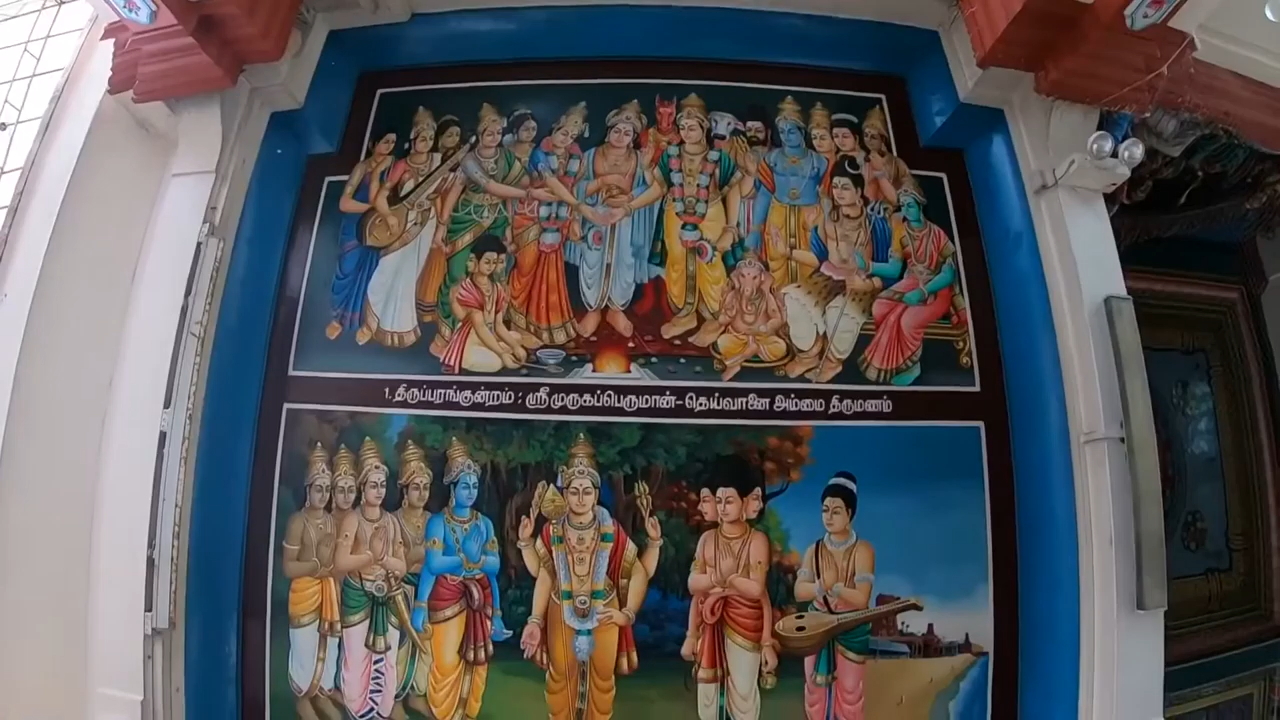 1. திருப்பரங்குன்றம் : ஸ்ரீமுருகப்பெருமான்-தெய்வானை அம்மை திருமணம்